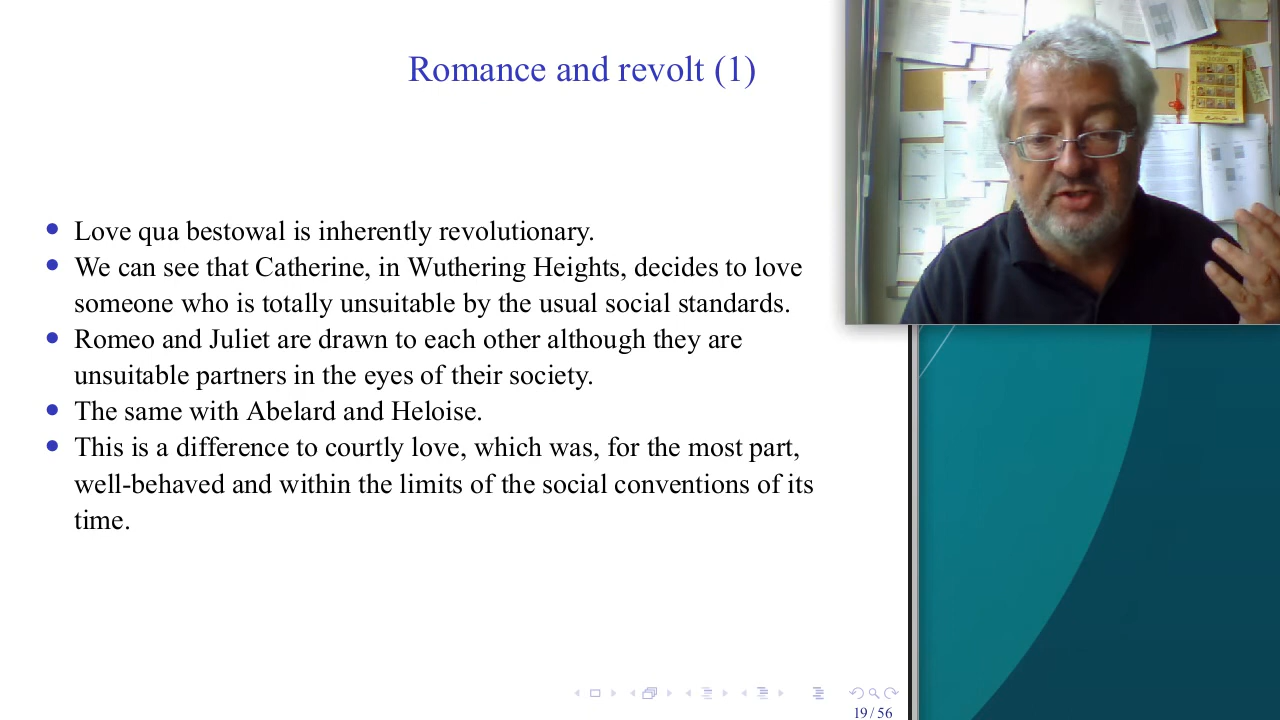 Romance and revolt (1)
Love qua bestowal is inherently revolutionary.
We can see that Catherine, in Wuthering Heights, decides to love
someone who is totally unsuitable by the usual social standards.
Romeo and Juliet are drawn to each other although they are
unsuitable partners in the eyes of their society.
The same with Abelard and Heloise.
This is a difference to courtly love, which was, for the most part,
well-behaved and within the limits of the social conventions of its
time.
19 / 56